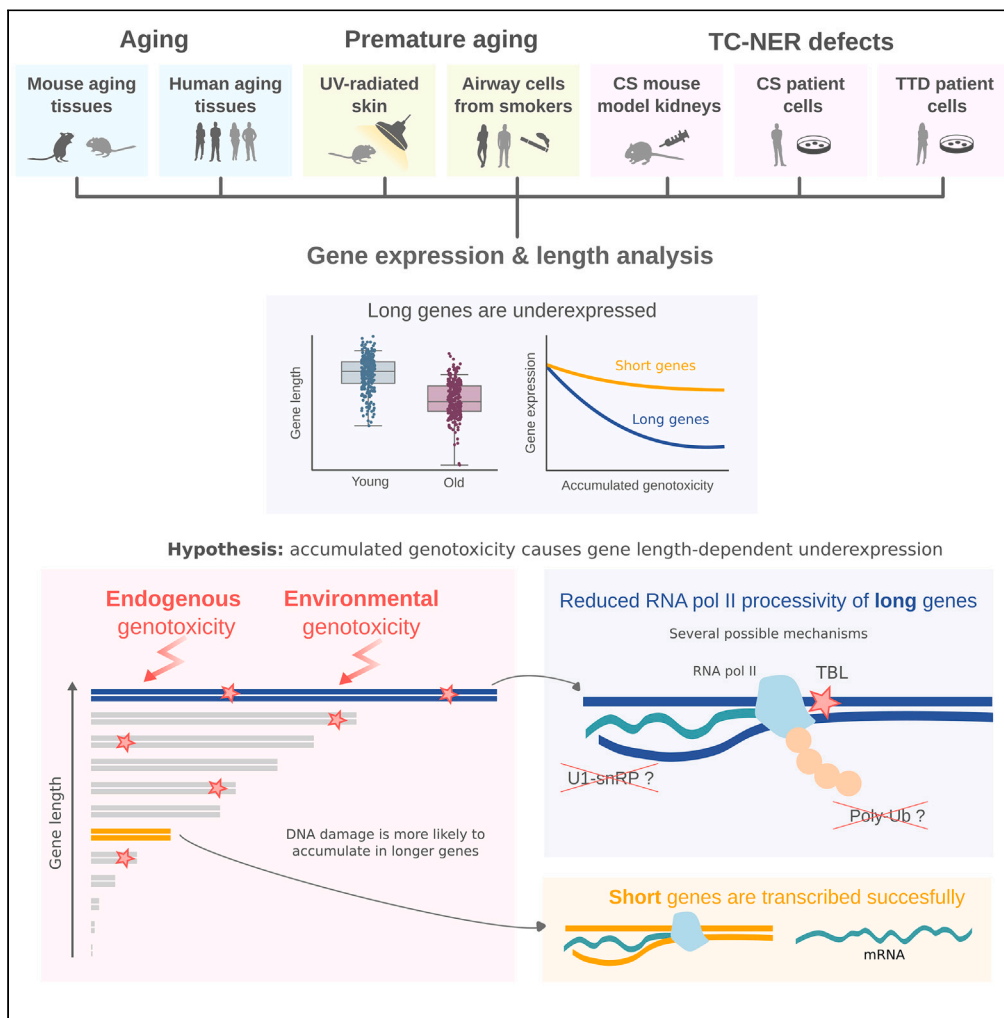 Aging
Premature aging
TC-NER defects
Mouse aging
tissues
Human aging
tissues
UV-radiated
skin
Airway cells
from smokers
CS mouse
model kidneys
CS patient
cells
TTD patient
cells
Gene expression & length analysis
Long genes are underexpressed
Gene length
Young
Old
Gene expression
Short genes
Long genes
Accumulated genotoxicity
Hypothesis: accumulated genotoxicity causes gene length-dependent underexpression
Endogenous
genotoxicity
Environmental
genotoxicity
Gene length
DNA damage is more likely to
accumulate in longer genes
Reduced RNA pol II processivity of long genes
Several possible mechanisms
RNA pol II
TBL
U1-snRP ?
Poly-Ub ?
Short genes are transcribed succesfully
mRNA